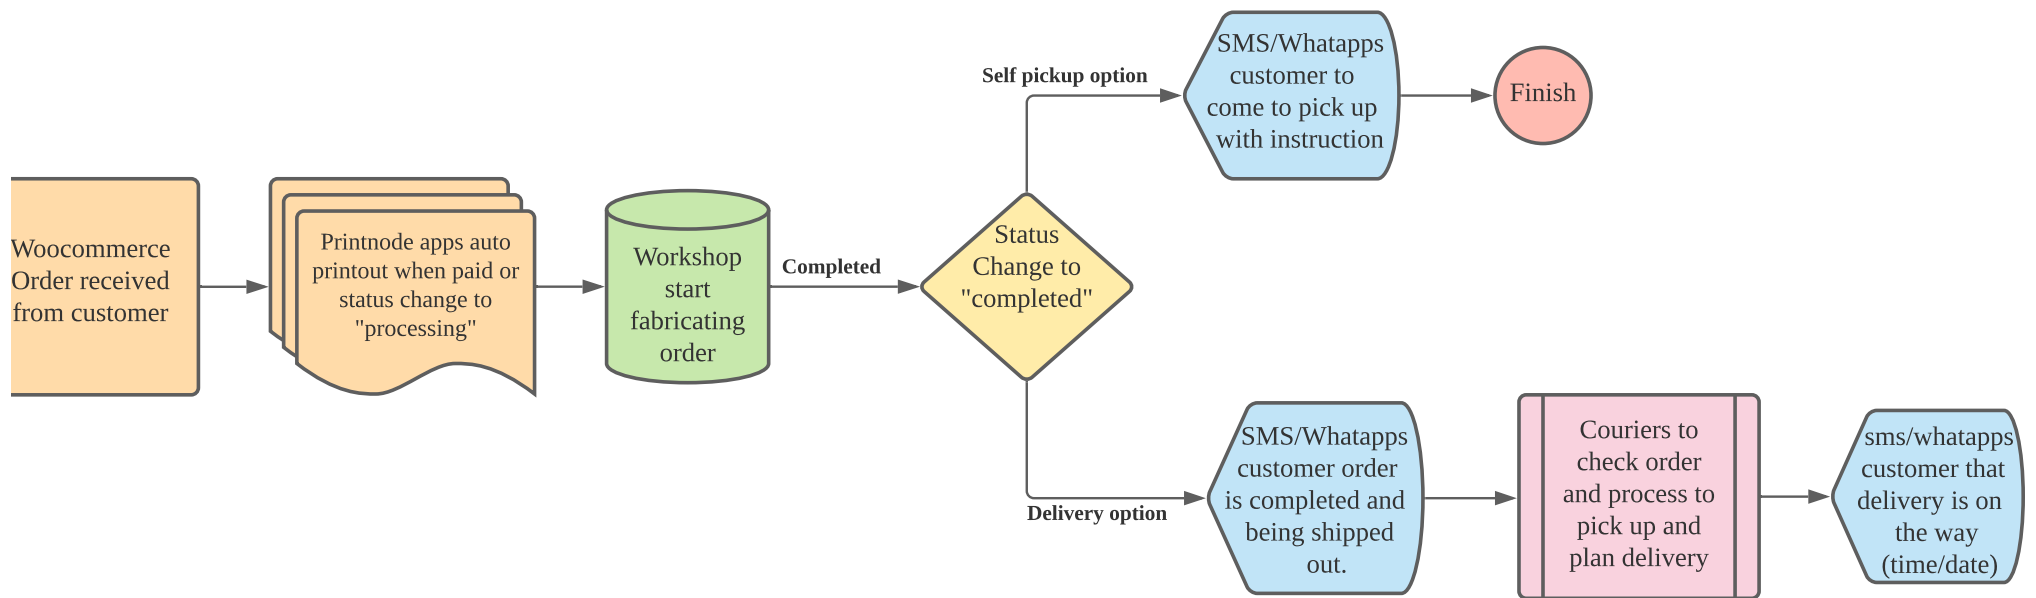 Woocommerce
Order received
from customer
Printnode apps auto
printout when paid or
status change to
"processing"
Workshop
start
fabricating
order
Completed
Status
Change to
"completed"
Self pickup option
SMS/Whatapps
customer to
come to pick up
with instruction
Finish
Delivery option
SMS/Whatapps
customer order
is completed and
being shipped
out.
Couriers to
check order
and process to
pick up and
plan delivery
sms/whatapps
customer that
delivery is on
the way
(time/date)